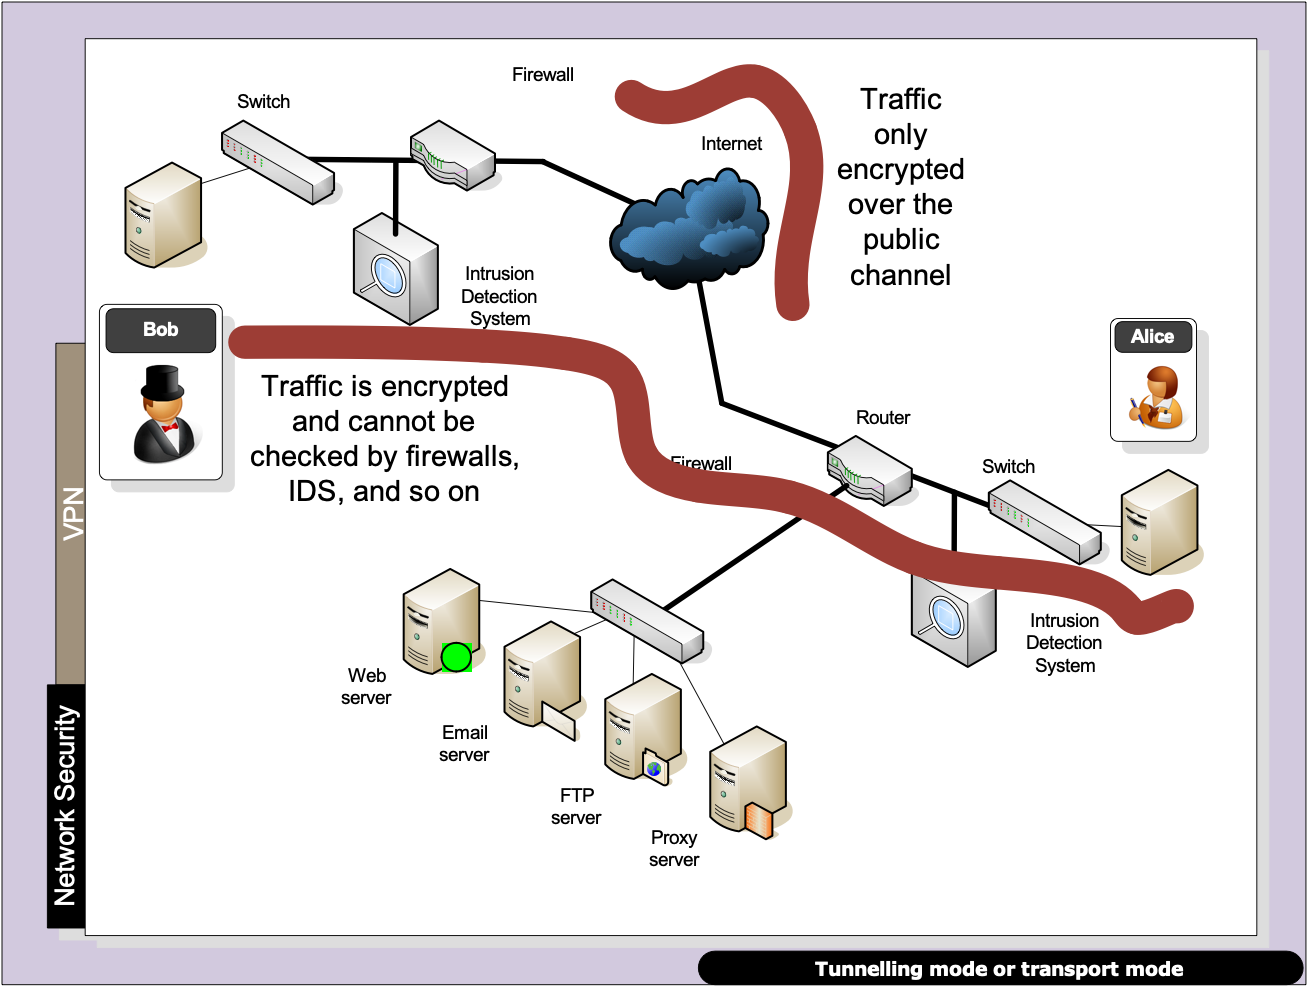 Firewall
Switch
Internet
Traffic
only
encrypted
over the
public
channel
Intrusion
Detection
System
Bob
Alice
Traffic is encrypted
and cannot be
checked by firewalls,
IDS, and so on
Router
Firewall
Switch
VPN
Intrusion
Detection
System
Web
server
Email
server
FTP
server
Proxy
server
Network Security
Tunnelling mode or transport mode